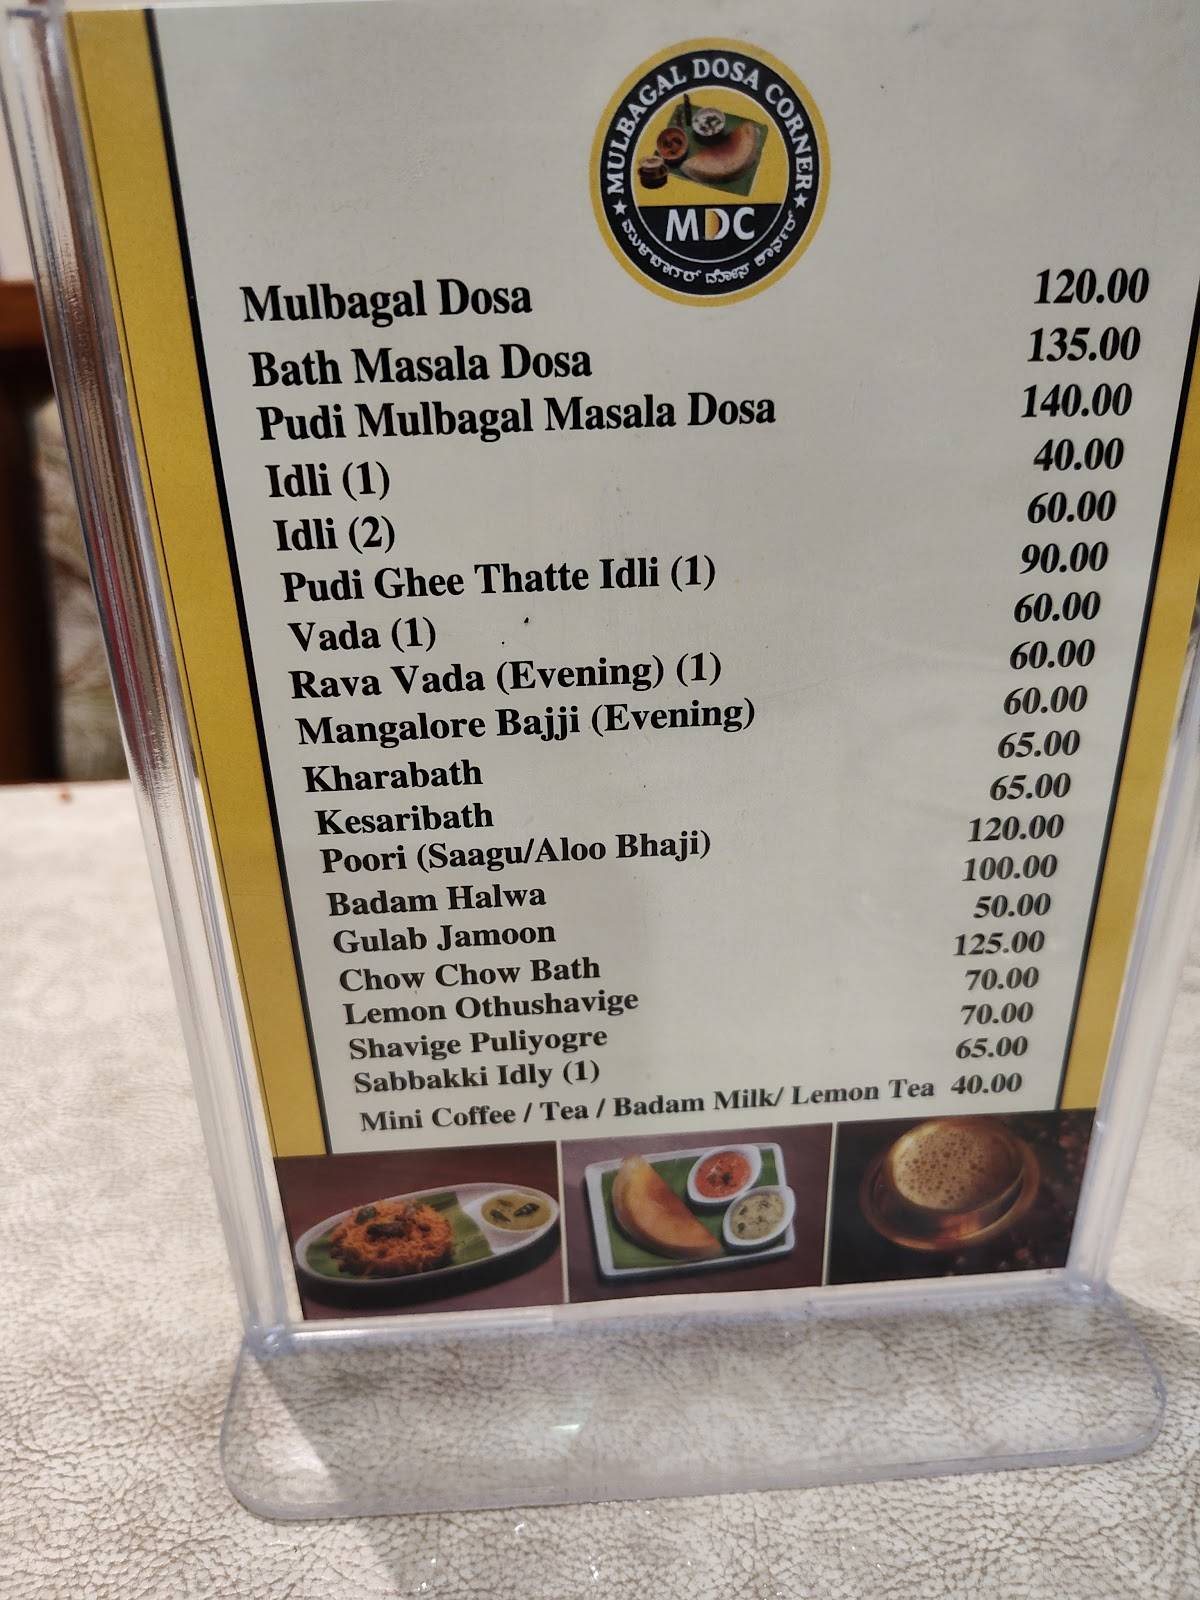 MULBAGAL DOSA CORNER
MDC
ಮುಳಬಾಗಲ್ ದೋಸೆ ಕಾರ್ನರ್
Mulbagal Dosa 120.00
Bath Masala Dosa 135.00
Pudi Mulbagal Masala Dosa 140.00
Idli (1) 40.00
Idli (2) 60.00
Pudi Ghee Thatte Idli (1) 90.00
Vada (1) 60.00
Rava Vada (Evening) (1) 60.00
Mangalore Bajji (Evening) 60.00
Kharabath 65.00
Kesaribath 65.00
Poori (Saagu/Aloo Bhaji) 120.00
Badam Halwa 100.00
Gulab Jamoon 50.00
Chow Chow Bath 125.00
Lemon Othushavige 70.00
Shavige Puliyogre 70.00
Sabbakki Idly (1) 65.00
Mini Coffee / Tea / Badam Milk/ Lemon Tea 40.00